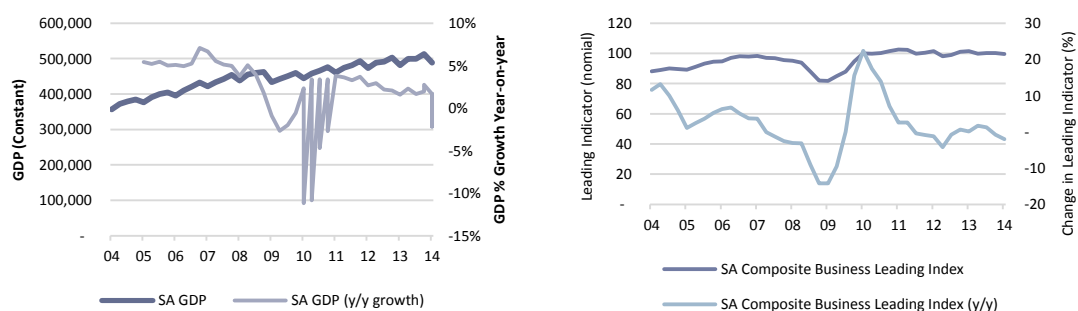 600,000
500,000
400,000
300,000
200,000
100,000
-
GDP (Constant)
10%
5%
0%
-5%
-10%
-15%
GDP % Growth Year-on-year
04 05 06 07 08 09 10 11 12 13 14
SA GDP
SA GDP (y/y growth)
120
100
80
60
40
20
-
Leading Indicator (nomial)
30
20
10
-
-10
-20
Change in Leading Indicator (%)
04 05 06 07 08 09 10 11 12 13 14
SA Composite Business Leading Index
SA Composite Business Leading Index (y/y)